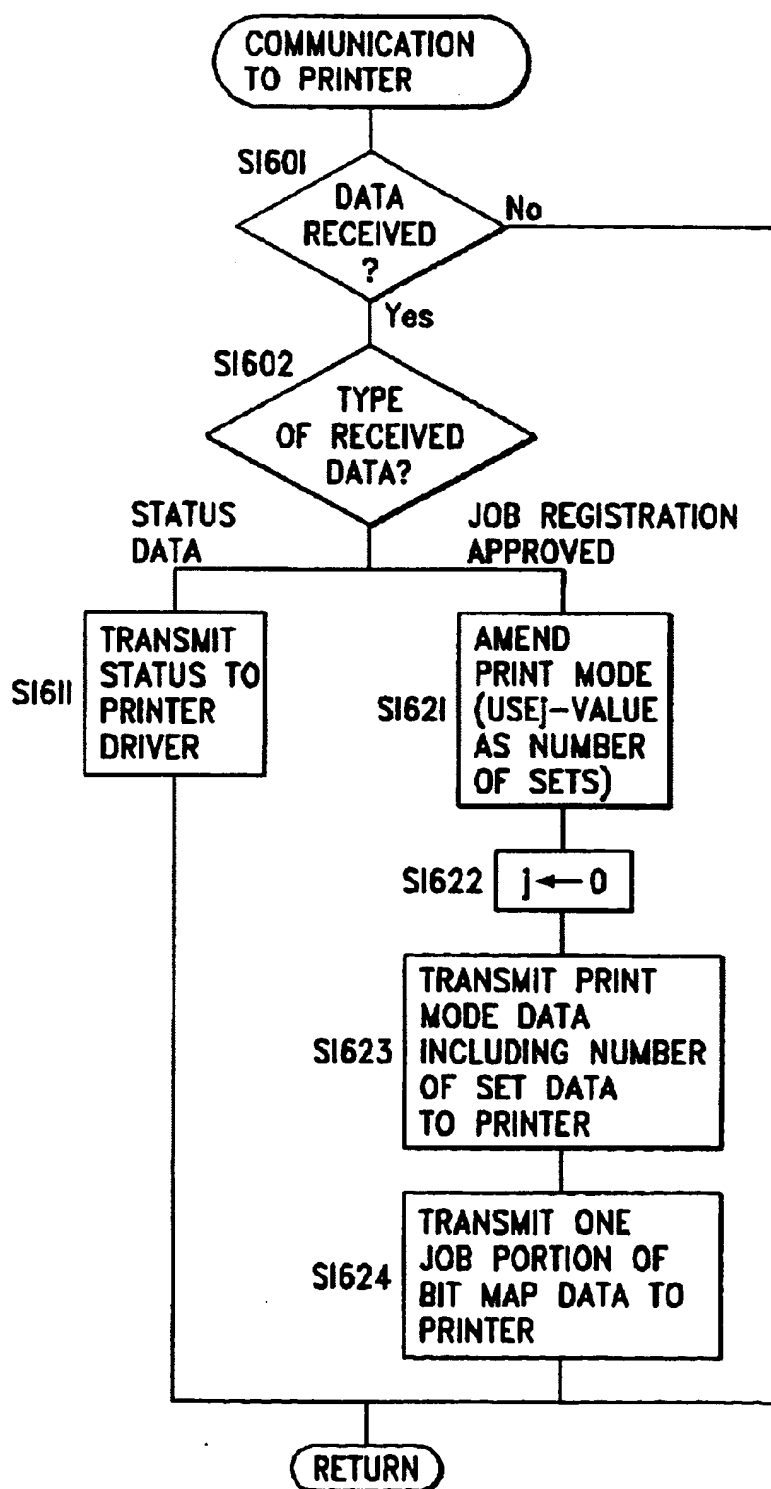 COMMUNICATION
TO PRINTER
S1601
DATA
RECEIVED
?
No
Yes
S1602
TYPE
OF RECEIVED
DATA?
STATUS
DATA
JOB REGISTRATION
APPROVED
S1611
TRANSMIT
STATUS TO
PRINTER
DRIVER
S1621
AMEND
PRINT MODE
(USEj-VALUE
AS NUMBER
OF SETS)
S1622
j ← 0
S1623
TRANSMIT PRINT
MODE DATA
INCLUDING NUMBER
OF SET DATA
TO PRINTER
S1624
TRANSMIT ONE
JOB PORTION OF
BIT MAP DATA TO
PRINTER
RETURN